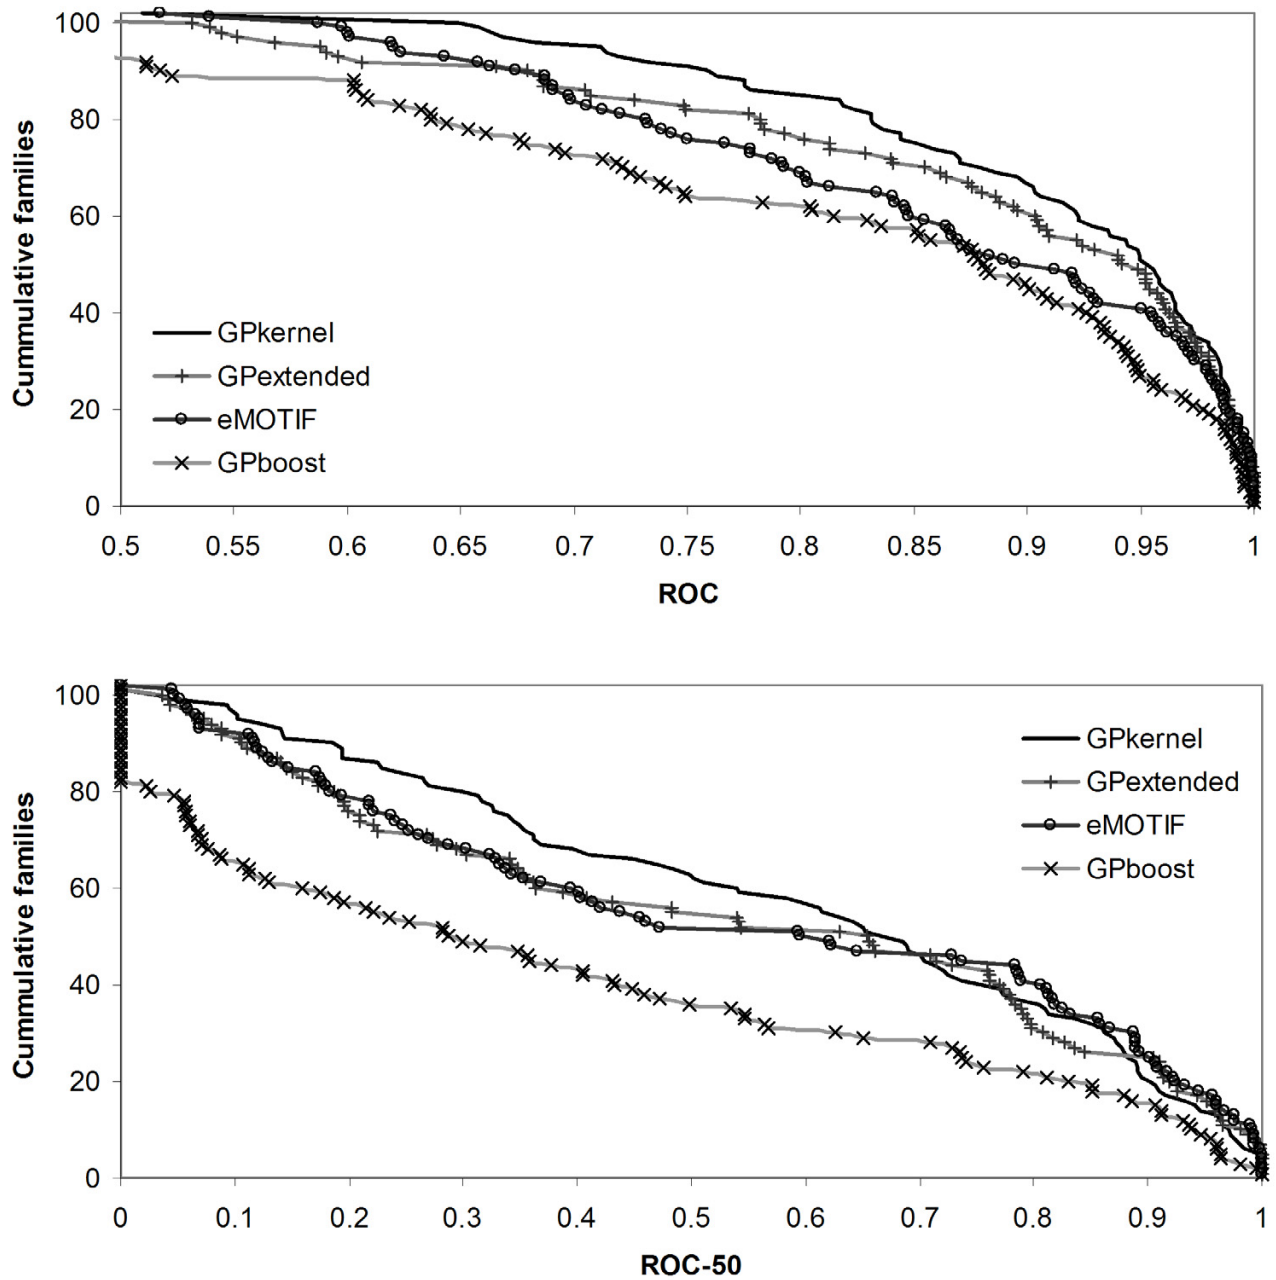 100
80
60
40
20
0
Cummulative families
GPkernel
GPextended
eMOTIF
GPboost
0.5 0.55 0.6 0.65 0.7 0.75 0.8 0.85 0.9 0.95 1
ROC
100
80
60
40
20
0
Cummulative families
GPkernel
GPextended
eMOTIF
GPboost
0 0.1 0.2 0.3 0.4 0.5 0.6 0.7 0.8 0.9 1
ROC-50